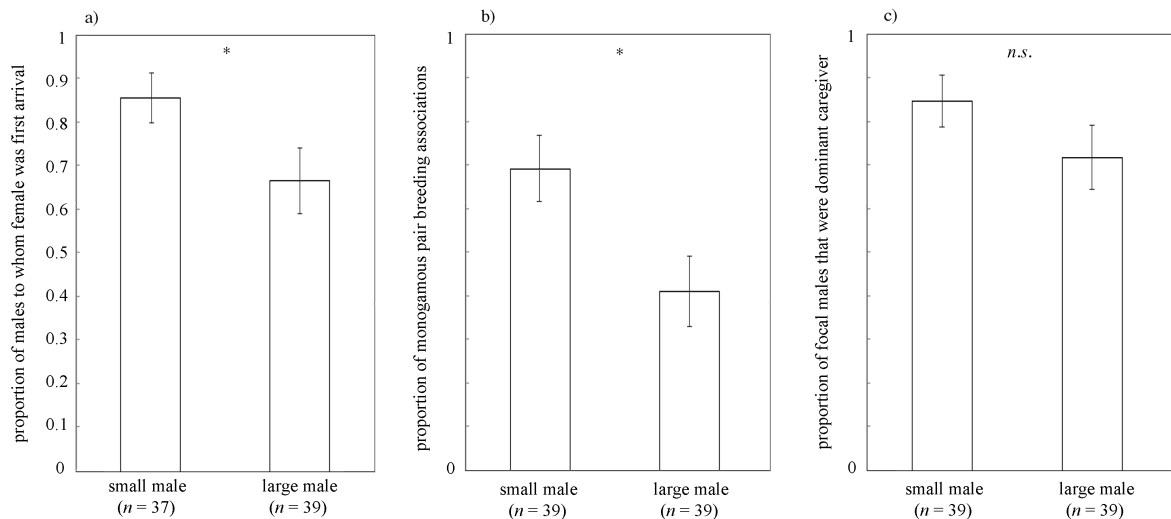 a)
proportion of males to whom female was first arrival
1
0.9
0.8
0.7
0.6
0.5
0.4
0.3
0.2
0.1
0
*
small male
(n = 37)
large male
(n = 39)
b)
proportion of monogamous pair breeding associations
1
0
*
small male
(n = 39)
large male
(n = 39)
c)
proportion of focal males that were dominant caregiver
1
0
n.s.
small male
(n = 39)
large male
(n = 39)